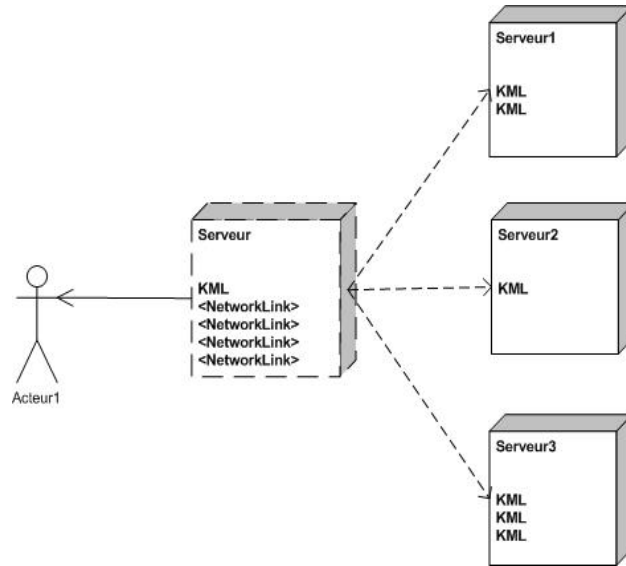 Serveur1
KML
KML
Serveur
KML
<NetworkLink>
<NetworkLink>
<NetworkLink>
<NetworkLink>
Acteur1
Serveur2
KML
Serveur3
KML
KML
KML